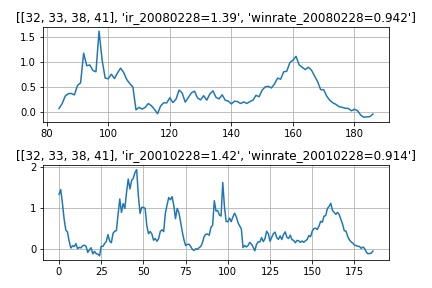 [[32, 33, 38, 41], 'ir_20080228=1.39', 'winrate_20080228=0.942']
1.5
1.0
0.5
0.0
80 100 120 140 160 180
[[32, 33, 38, 41], 'ir_20010228=1.42', 'winrate_20010228=0.914']
2
1
0
0 25 50 75 100 125 150 175